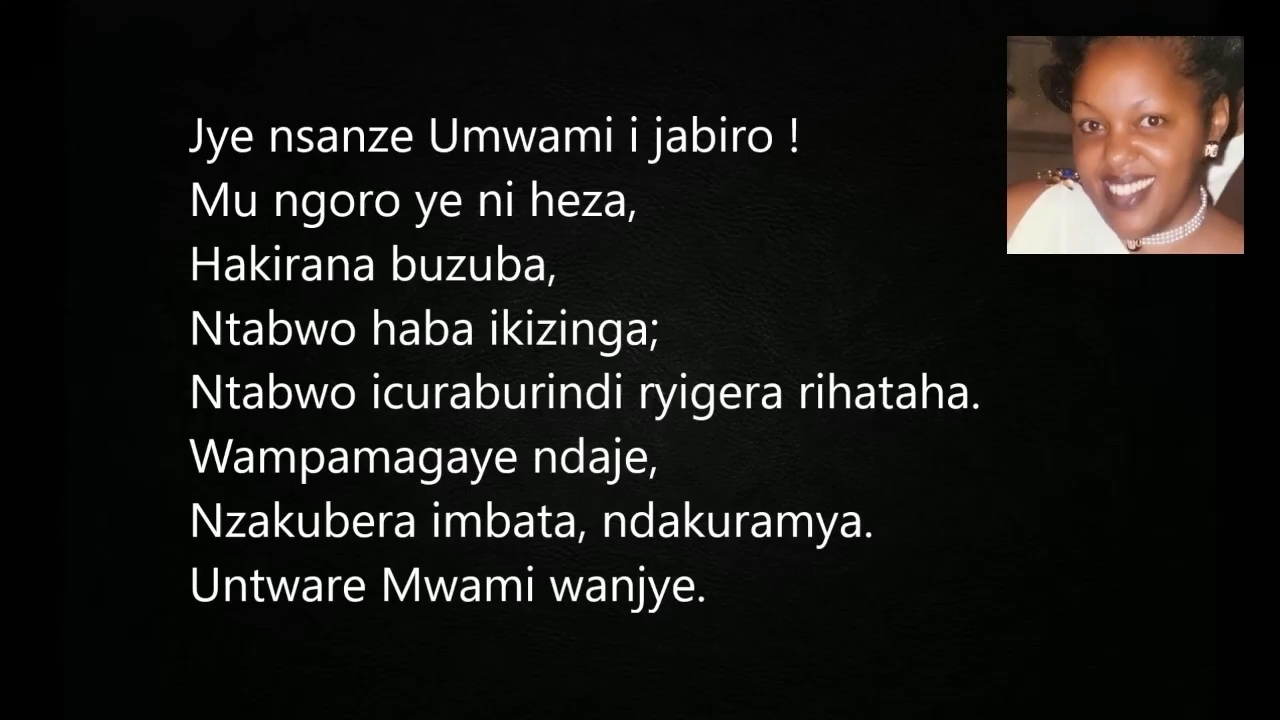 Jye nsanze Umwami i jabiro !
Mu ngoro ye ni heza,
Hakirana buzuba,
Ntabwo haba ikizinga;
Ntabwo icuraburindi ryigera rihataha.
Wampamagaye ndaje,
Nzakubera imbata, ndakuramya.
Untware Mwami wanjye.